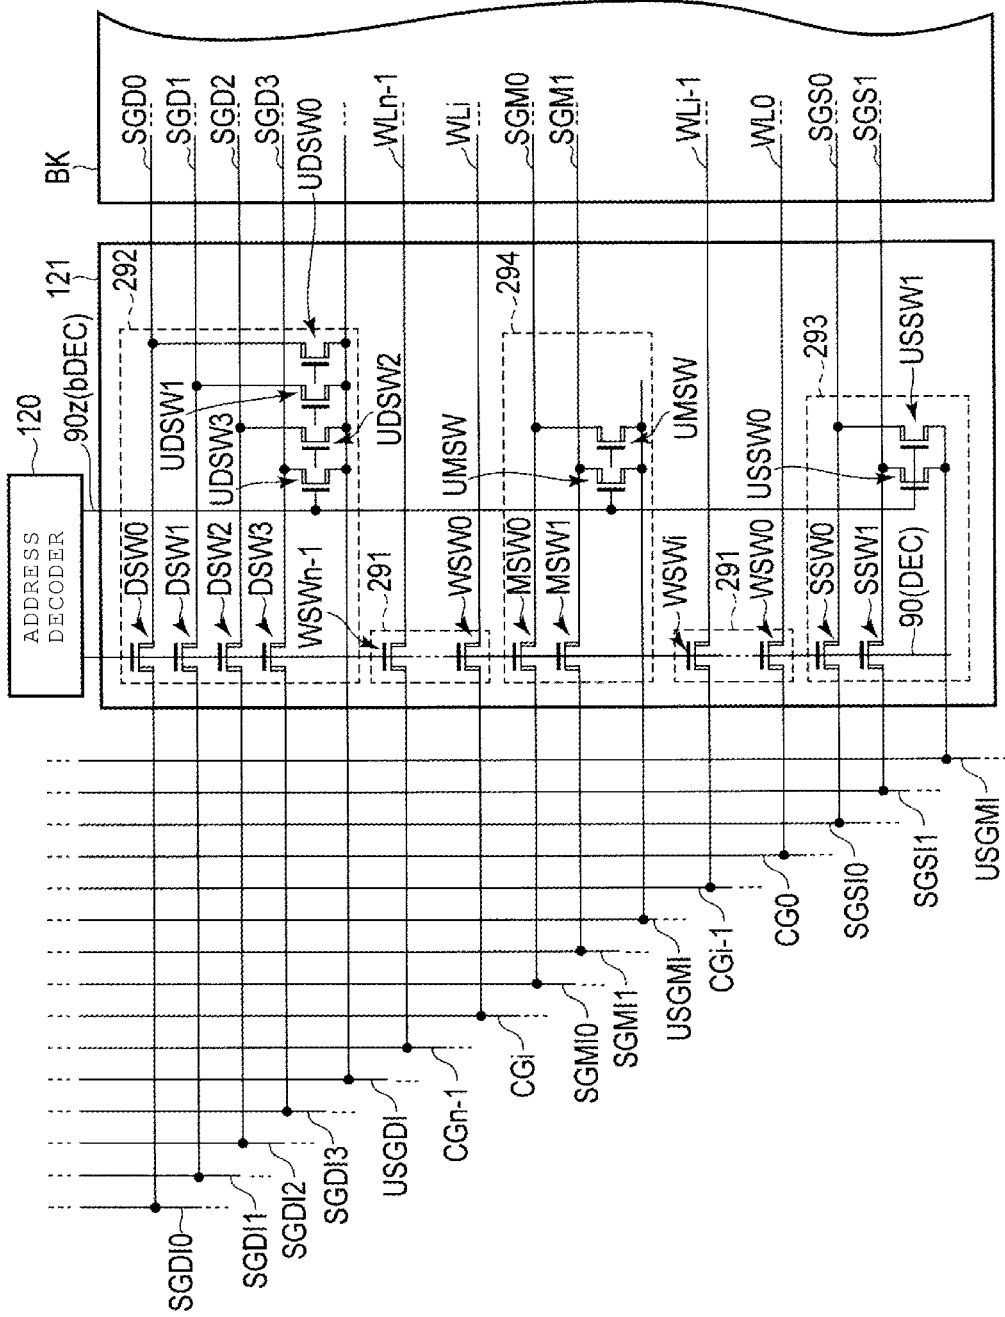 BK
SGD0
SGD1
SGD2
SGD3
UDSW0
WLn-1
WLi
SGM0
SGM1
WLi-1
WL0
SGS0
SGS1
121
292
294
293
120
90z(bDEC)
ADDRESS
DECODER
UDSW1
UDSW3
UDSW2
UMSW
UMSW
USSW0
USSW1
DSW0
DSW1
DSW2
DSW3
WSWn-1
291
WSW0
MSW0
MSW1
WSWi
291
WSW0
SSW0
SSW1
90(DEC)
SGDI0
SGDI1
SGDI2
SGDI3
USGDI
CGn-1
CGi
SGMI0
SGMI1
USGMI
CGi-1
CG0
SGSI0
SGSI1
USGMI